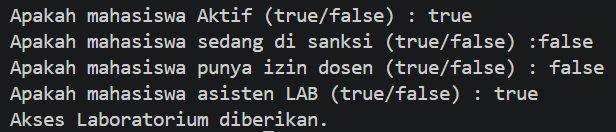 Apakah mahasiswa Aktif (true/false) : true
Apakah mahasiswa sedang di sanksi (true/false) :false
Apakah mahasiswa punya izin dosen (true/false) : false
Apakah mahasiswa asisten LAB (true/false) : true
Akses Laboratorium diberikan.